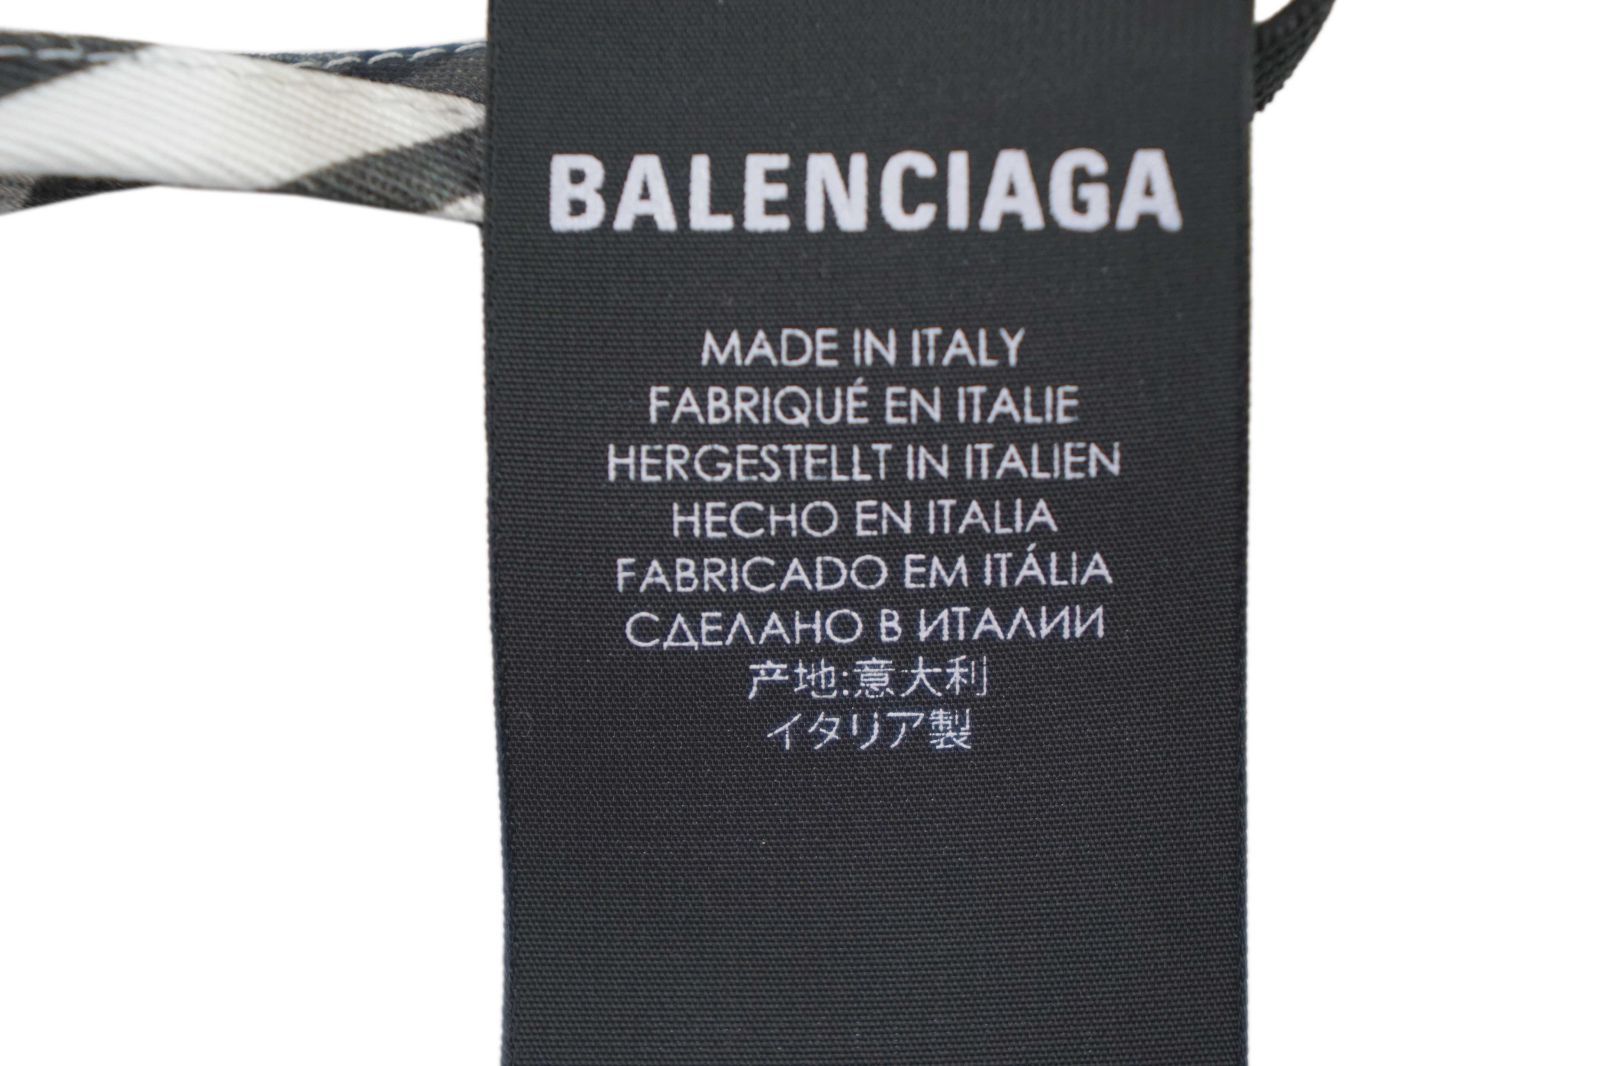 BALENCIAGA
MADE IN ITALY
FABRIQUÉ EN ITALIE
HERGESTELLT IN ITALIEN
HECHO EN ITALIA
FABRICADO EM ITÁLIA
СДЕЛАНО В ИТАЛИИ
产地:意大利
イタリア製